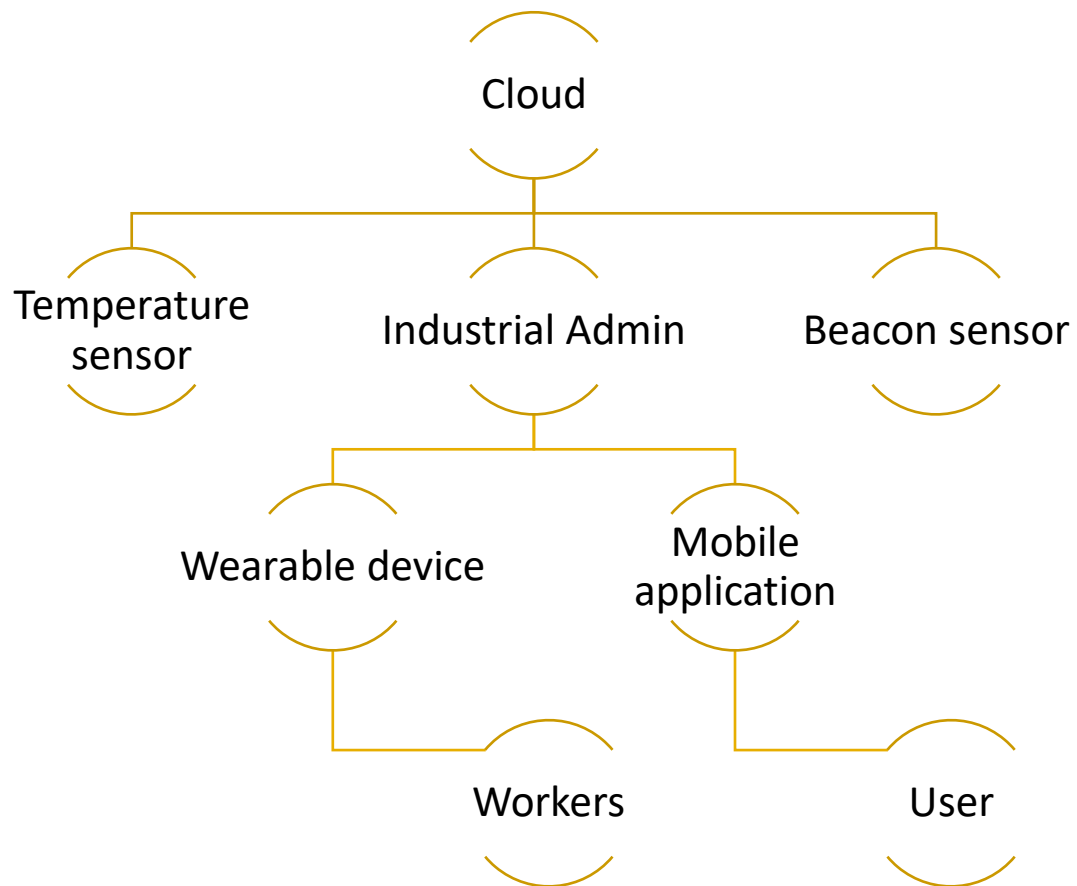 Cloud
Temperature
sensor
Industrial Admin
Beacon sensor
Wearable device
Mobile
application
Workers
User